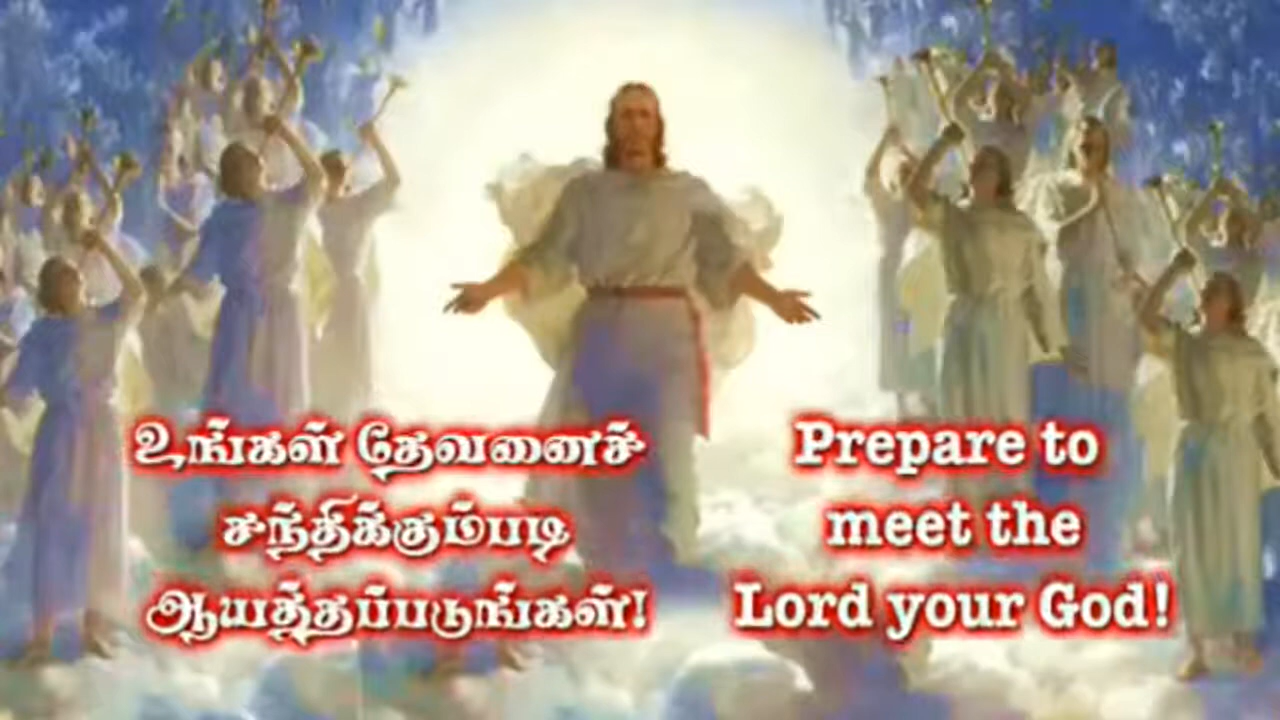 உங்கள் தேவனைச்
சந்திக்கும்படி
ஆயத்தப்படுங்கள்!
Prepare to
meet the
Lord your God!